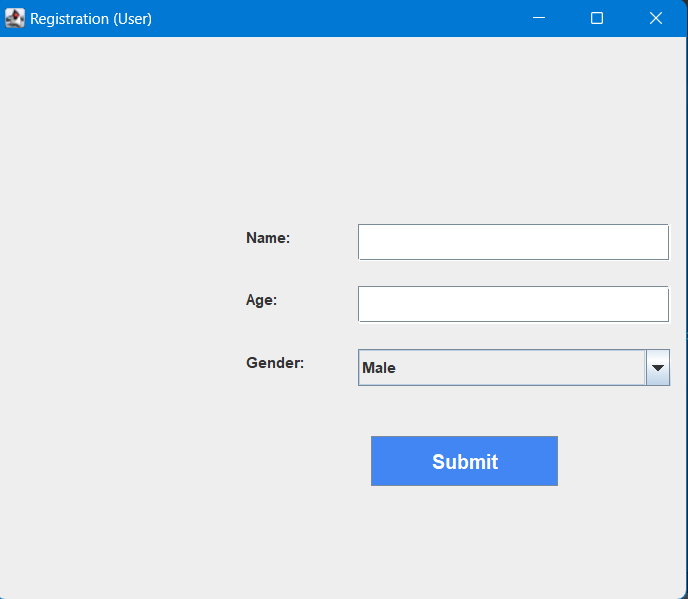 Registration (User)
Name:
Age:
Gender:
Male
Submit